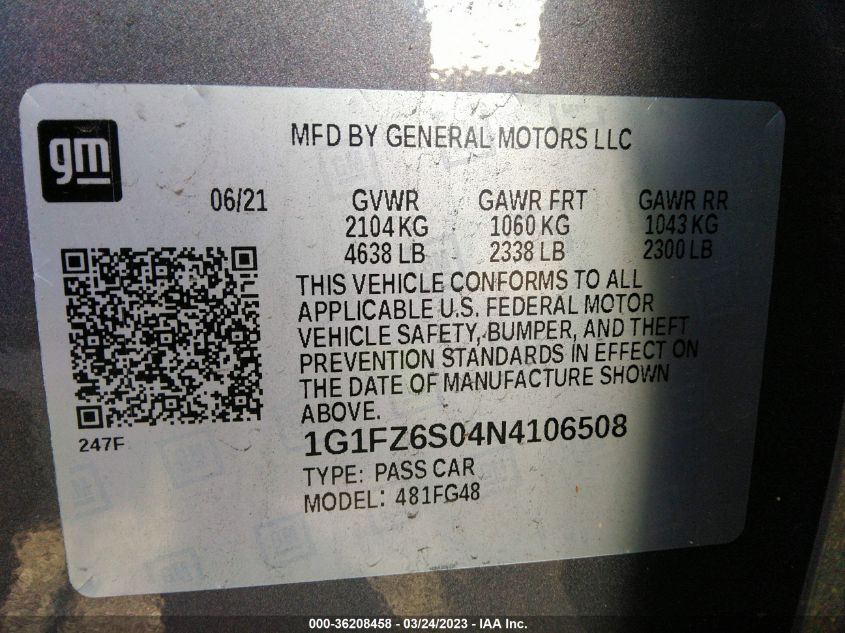 gm
MFD BY GENERAL MOTORS LLC
06/21 GVWR GAWR FRT GAWR RR
2104 KG 1060 KG 1043 KG
4638 LB 2338 LB 2300 LB
THIS VEHICLE CONFORMS TO ALL
APPLICABLE U.S. FEDERAL MOTOR
VEHICLE SAFETY, BUMPER, AND THEFT
PREVENTION STANDARDS IN EFFECT ON
THE DATE OF MANUFACTURE SHOWN
ABOVE.
247F
1G1FZ6S04N4106508
TYPE: PASS CAR
MODEL: 481FG48
000-36208458 - 03/24/2023 - IAA Inc.